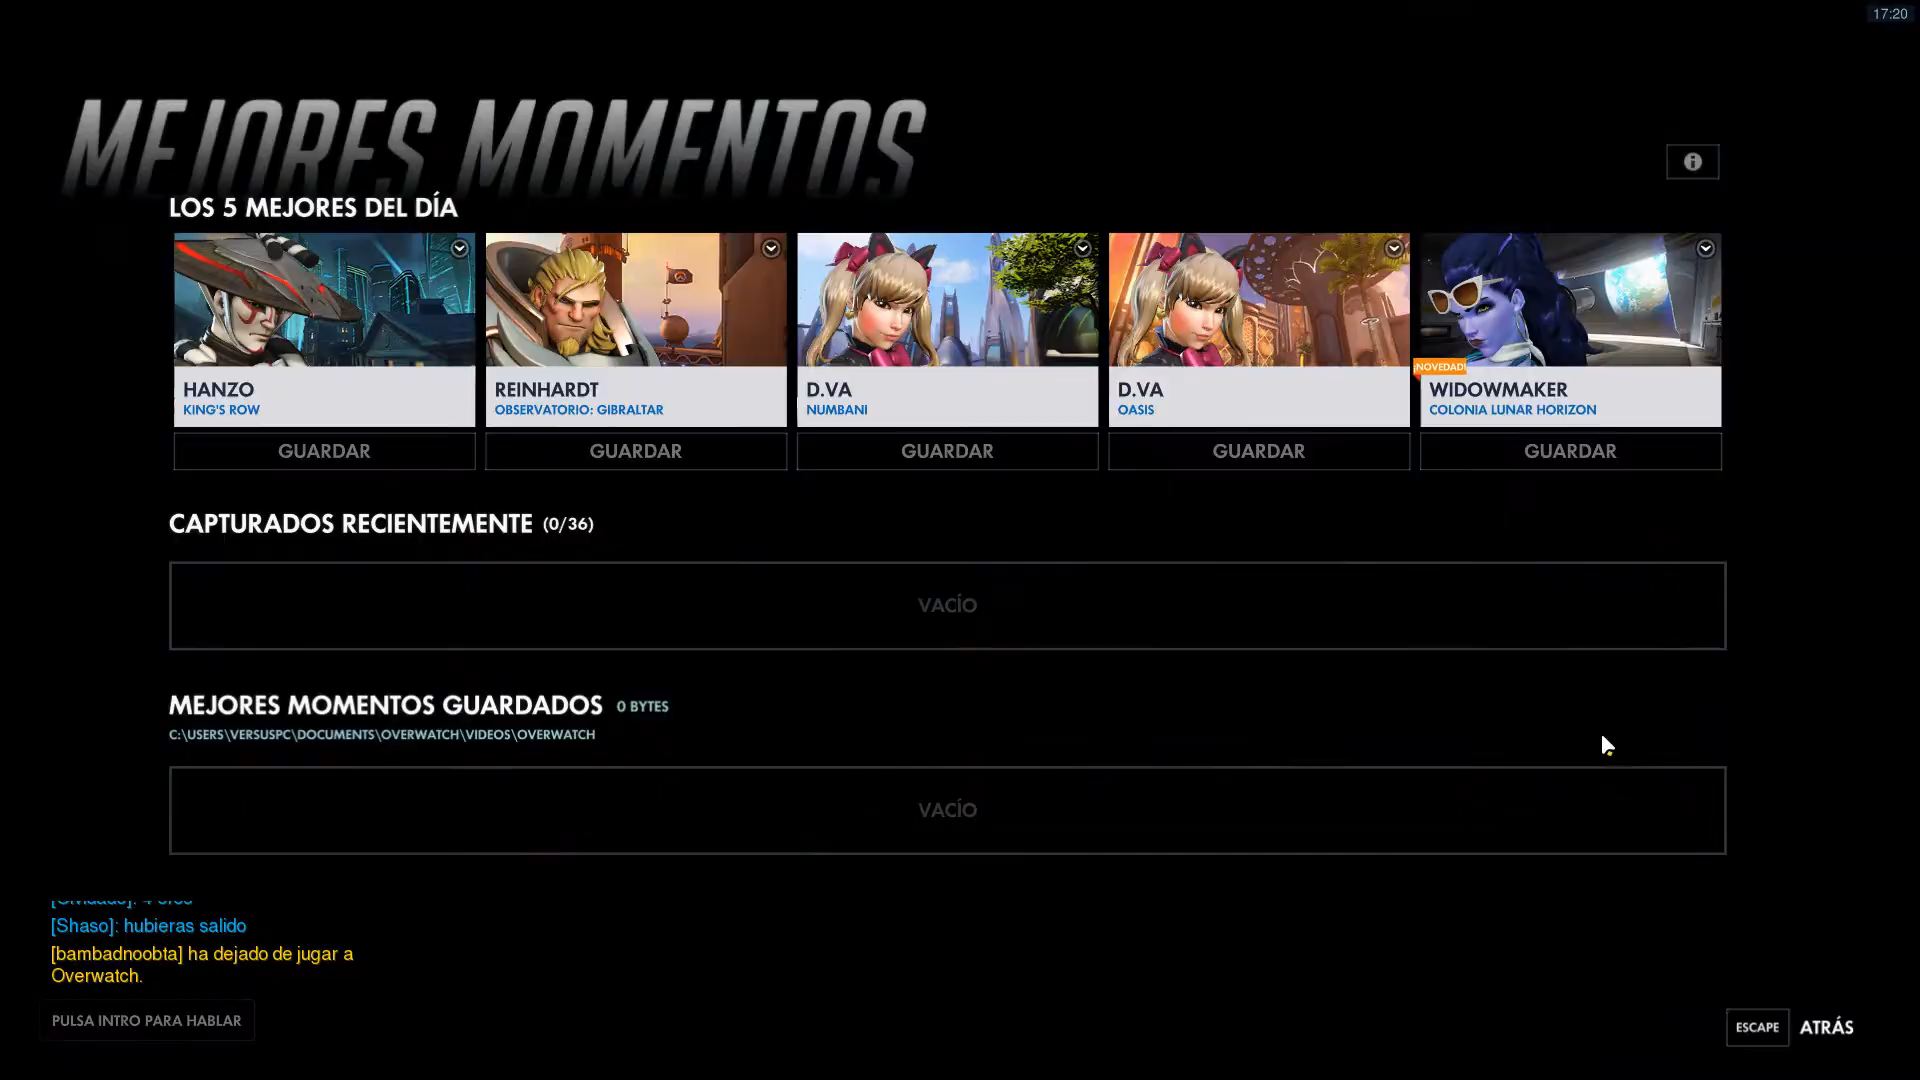 17:20
MEJORES MOMENTOS
LOS 5 MEJORES DEL DÍA
HANZO
KING'S ROW
GUARDAR
REINHARDT
OBSERVATORIO: GIBRALTAR
GUARDAR
D.VA
NUMBANI
GUARDAR
D.VA
OASIS
GUARDAR
¡NOVEDAD!
WIDOWMAKER
COLONIA LUNAR HORIZON
GUARDAR
CAPTURADOS RECIENTEMENTE (0/36)
VACÍO
MEJORES MOMENTOS GUARDADOS 0 BYTES
C:\USERS\VERSUSPC\DOCUMENTS\OVERWATCH\VIDEOS\OVERWATCH
VACÍO
[Shaso]: hubieras salido
[bambadnoobta] ha dejado de jugar a
Overwatch.
PULSA INTRO PARA HABLAR
ESCAPE ATRÁS